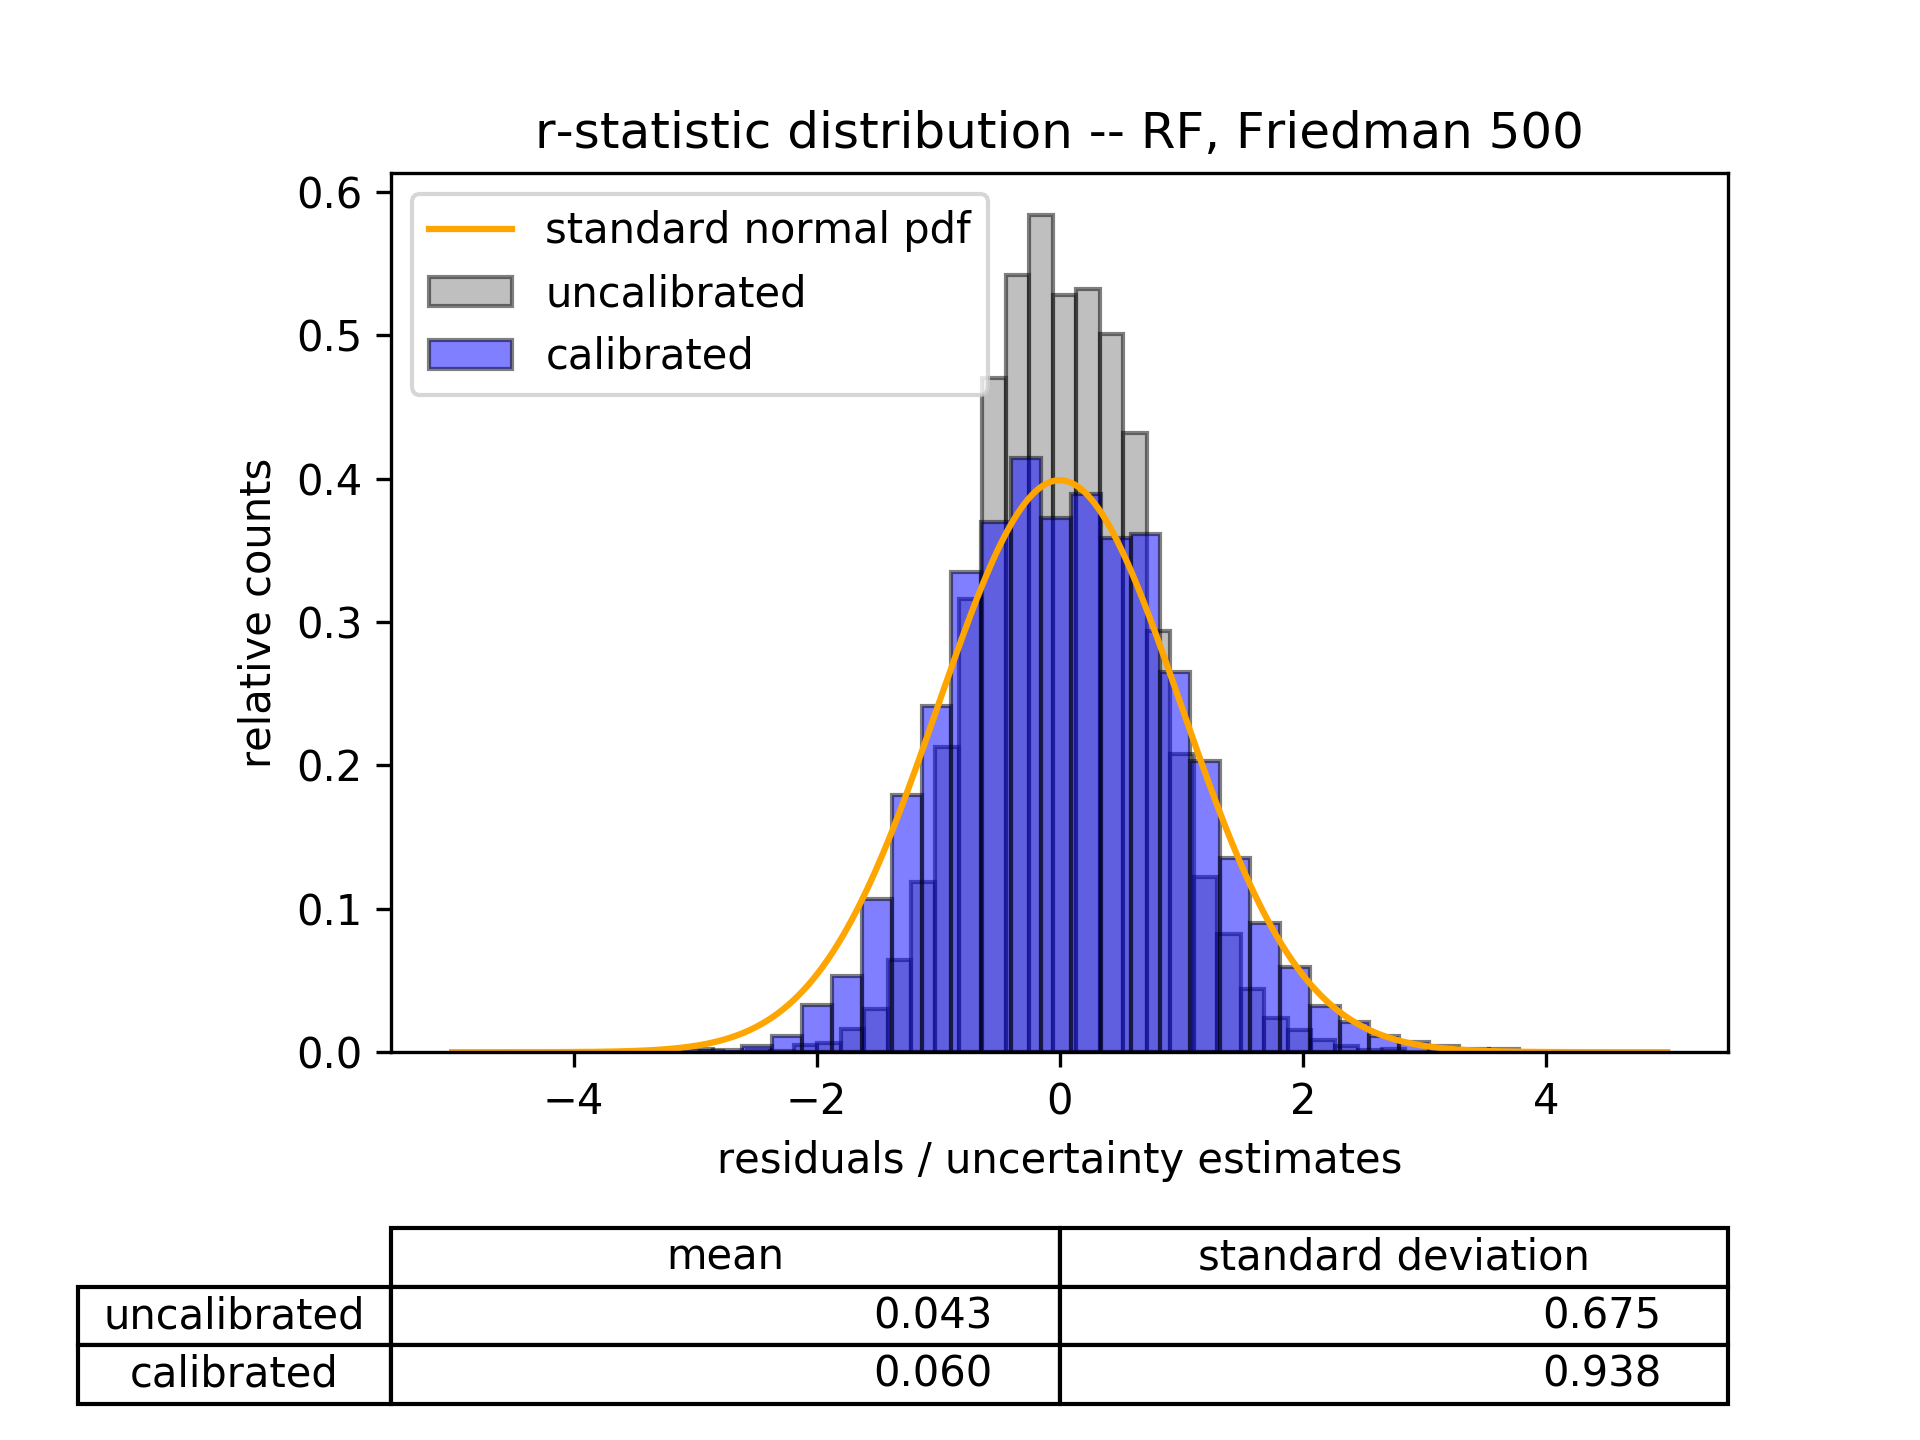 r-statistic distribution -- RF, Friedman 500
standard normal pdf
uncalibrated
calibrated
relative counts
0.6
0.5
0.4
0.3
0.2
0.1
0.0
−4 −2 0 2 4
residuals / uncertainty estimates
mean standard deviation
uncalibrated 0.043 0.675
calibrated 0.060 0.938